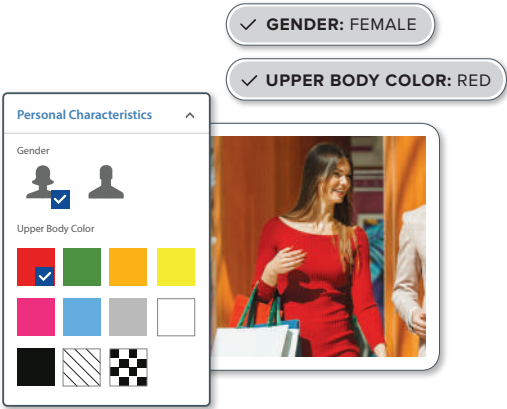 GENDER: FEMALE
UPPER BODY COLOR: RED
Personal Characteristics
Gender
Upper Body Color